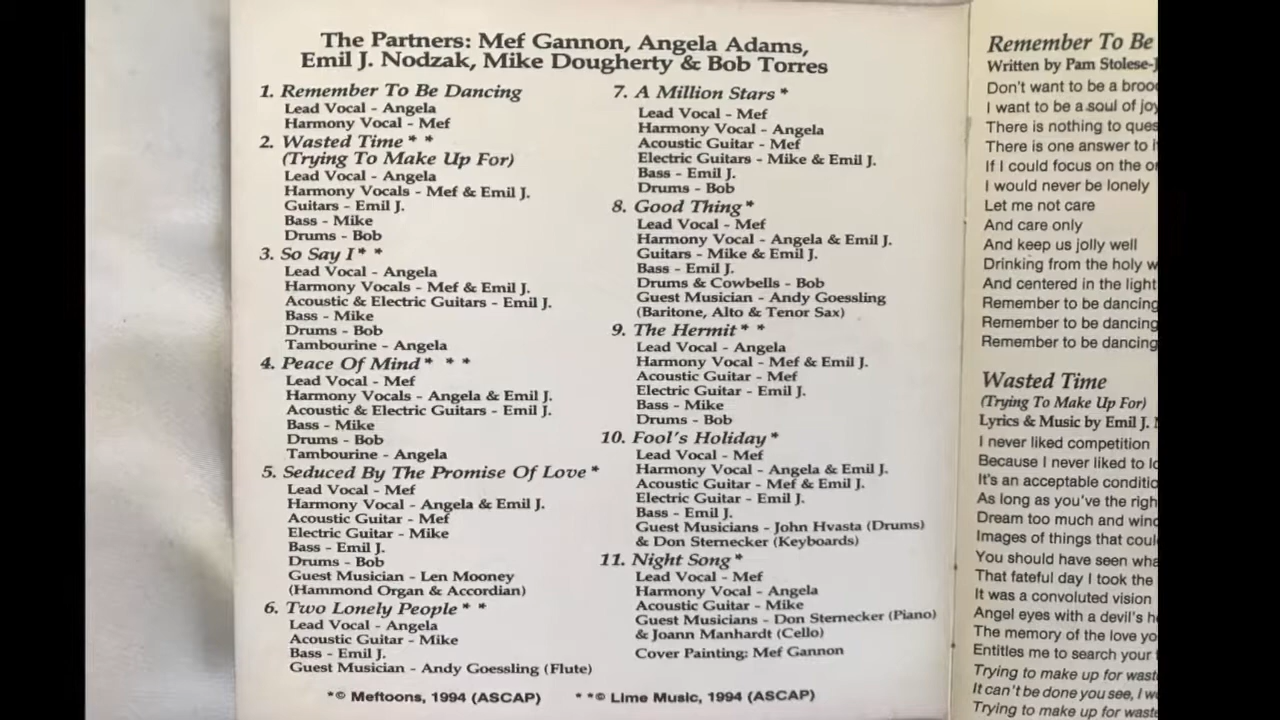 The Partners: Mef Gannon, Angela Adams,
Emil J. Nodzak, Mike Dougherty & Bob Torres
1. Remember To Be Dancing
Lead Vocal - Angela
Harmony Vocal - Mef
2. Wasted Time * *
(Trying To Make Up For)
Lead Vocal - Angela
Harmony Vocals - Mef & Emil J.
Guitars - Emil J.
Bass - Mike
Drums - Bob
3. So Say I * *
Lead Vocal - Angela
Harmony Vocals - Mef & Emil J.
Acoustic & Electric Guitars - Emil J.
Bass - Mike
Drums - Bob
Tambourine - Angela
4. Peace Of Mind * * *
Lead Vocal - Mef
Harmony Vocals - Angela & Emil J.
Acoustic & Electric Guitars - Emil J.
Bass - Mike
Drums - Bob
Tambourine - Angela
5. Seduced By The Promise Of Love *
Lead Vocal - Mef
Harmony Vocal - Angela & Emil J.
Acoustic Guitar - Mef
Electric Guitar - Mike
Bass - Emil J.
Drums - Bob
Guest Musician - Len Mooney
(Hammond Organ & Accordian)
6. Two Lonely People * *
Lead Vocal - Angela
Acoustic Guitar - Mike
Bass - Emil J.
Guest Musician - Andy Goessling (Flute)
7. A Million Stars *
Lead Vocal - Mef
Harmony Vocal - Angela
Acoustic Guitar - Mef
Electric Guitars - Mike & Emil J.
Bass - Emil J.
Drums - Bob
8. Good Thing *
Lead Vocal - Mef
Harmony Vocal - Angela & Emil J.
Guitars - Mike & Emil J.
Bass - Emil J.
Drums & Cowbells - Bob
Guest Musician - Andy Goessling
(Baritone, Alto & Tenor Sax)
9. The Hermit * *
Lead Vocal - Angela
Harmony Vocal - Mef & Emil J.
Acoustic Guitar - Mef
Electric Guitar - Emil J.
Bass - Mike
Drums - Bob
10. Fool's Holiday *
Lead Vocal - Mef
Harmony Vocal - Angela & Emil J.
Acoustic Guitar - Mef & Emil J.
Electric Guitar - Emil J.
Bass - Emil J.
Guest Musicians - John Hvasta (Drums)
& Don Sternecker (Keyboards)
11. Night Song *
Lead Vocal - Mef
Harmony Vocal - Angela
Acoustic Guitar - Mike
Guest Musicians - Don Sternecker (Piano)
& Joann Manhardt (Cello)
Cover Painting: Mef Gannon
*© Meftoons, 1994 (ASCAP) * *© Lime Music, 1994 (ASCAP)
Remember To Be
Written by Pam Stolese-
Don't want to be a
I want to be a soul of
There is nothing to
There is one answer to
If I could focus on the
I would never be lonely
Let me not care
And care only
And keep us jolly well
Drinking from the holy
And centered in the light
Remember to be dancing
Remember to be dancing
Remember to be dancing
Wasted Time
(Trying To Make Up For)
Lyrics & Music by Emil J.
I never liked competition
Because I never liked to
It's an acceptable
As long as you've the
Dream too much and
Images of things that
You should have seen
That fateful day I took the
It was a convoluted vision
Angel eyes with a devil's
The memory of the love
Entitles me to search your
Trying to make up for
It can't be done you see, I
Trying to make up for